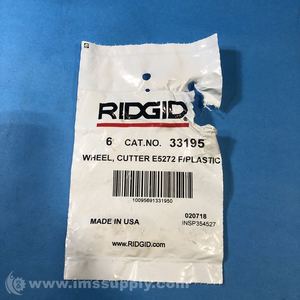 RIDGID
6 CAT.NO. 33195
WHEEL, CUTTER E5272 F/PLASTIC
10095691331950
MADE IN USA
020718
INSP354527
www.RIDGID.com
© www.imssupply.com